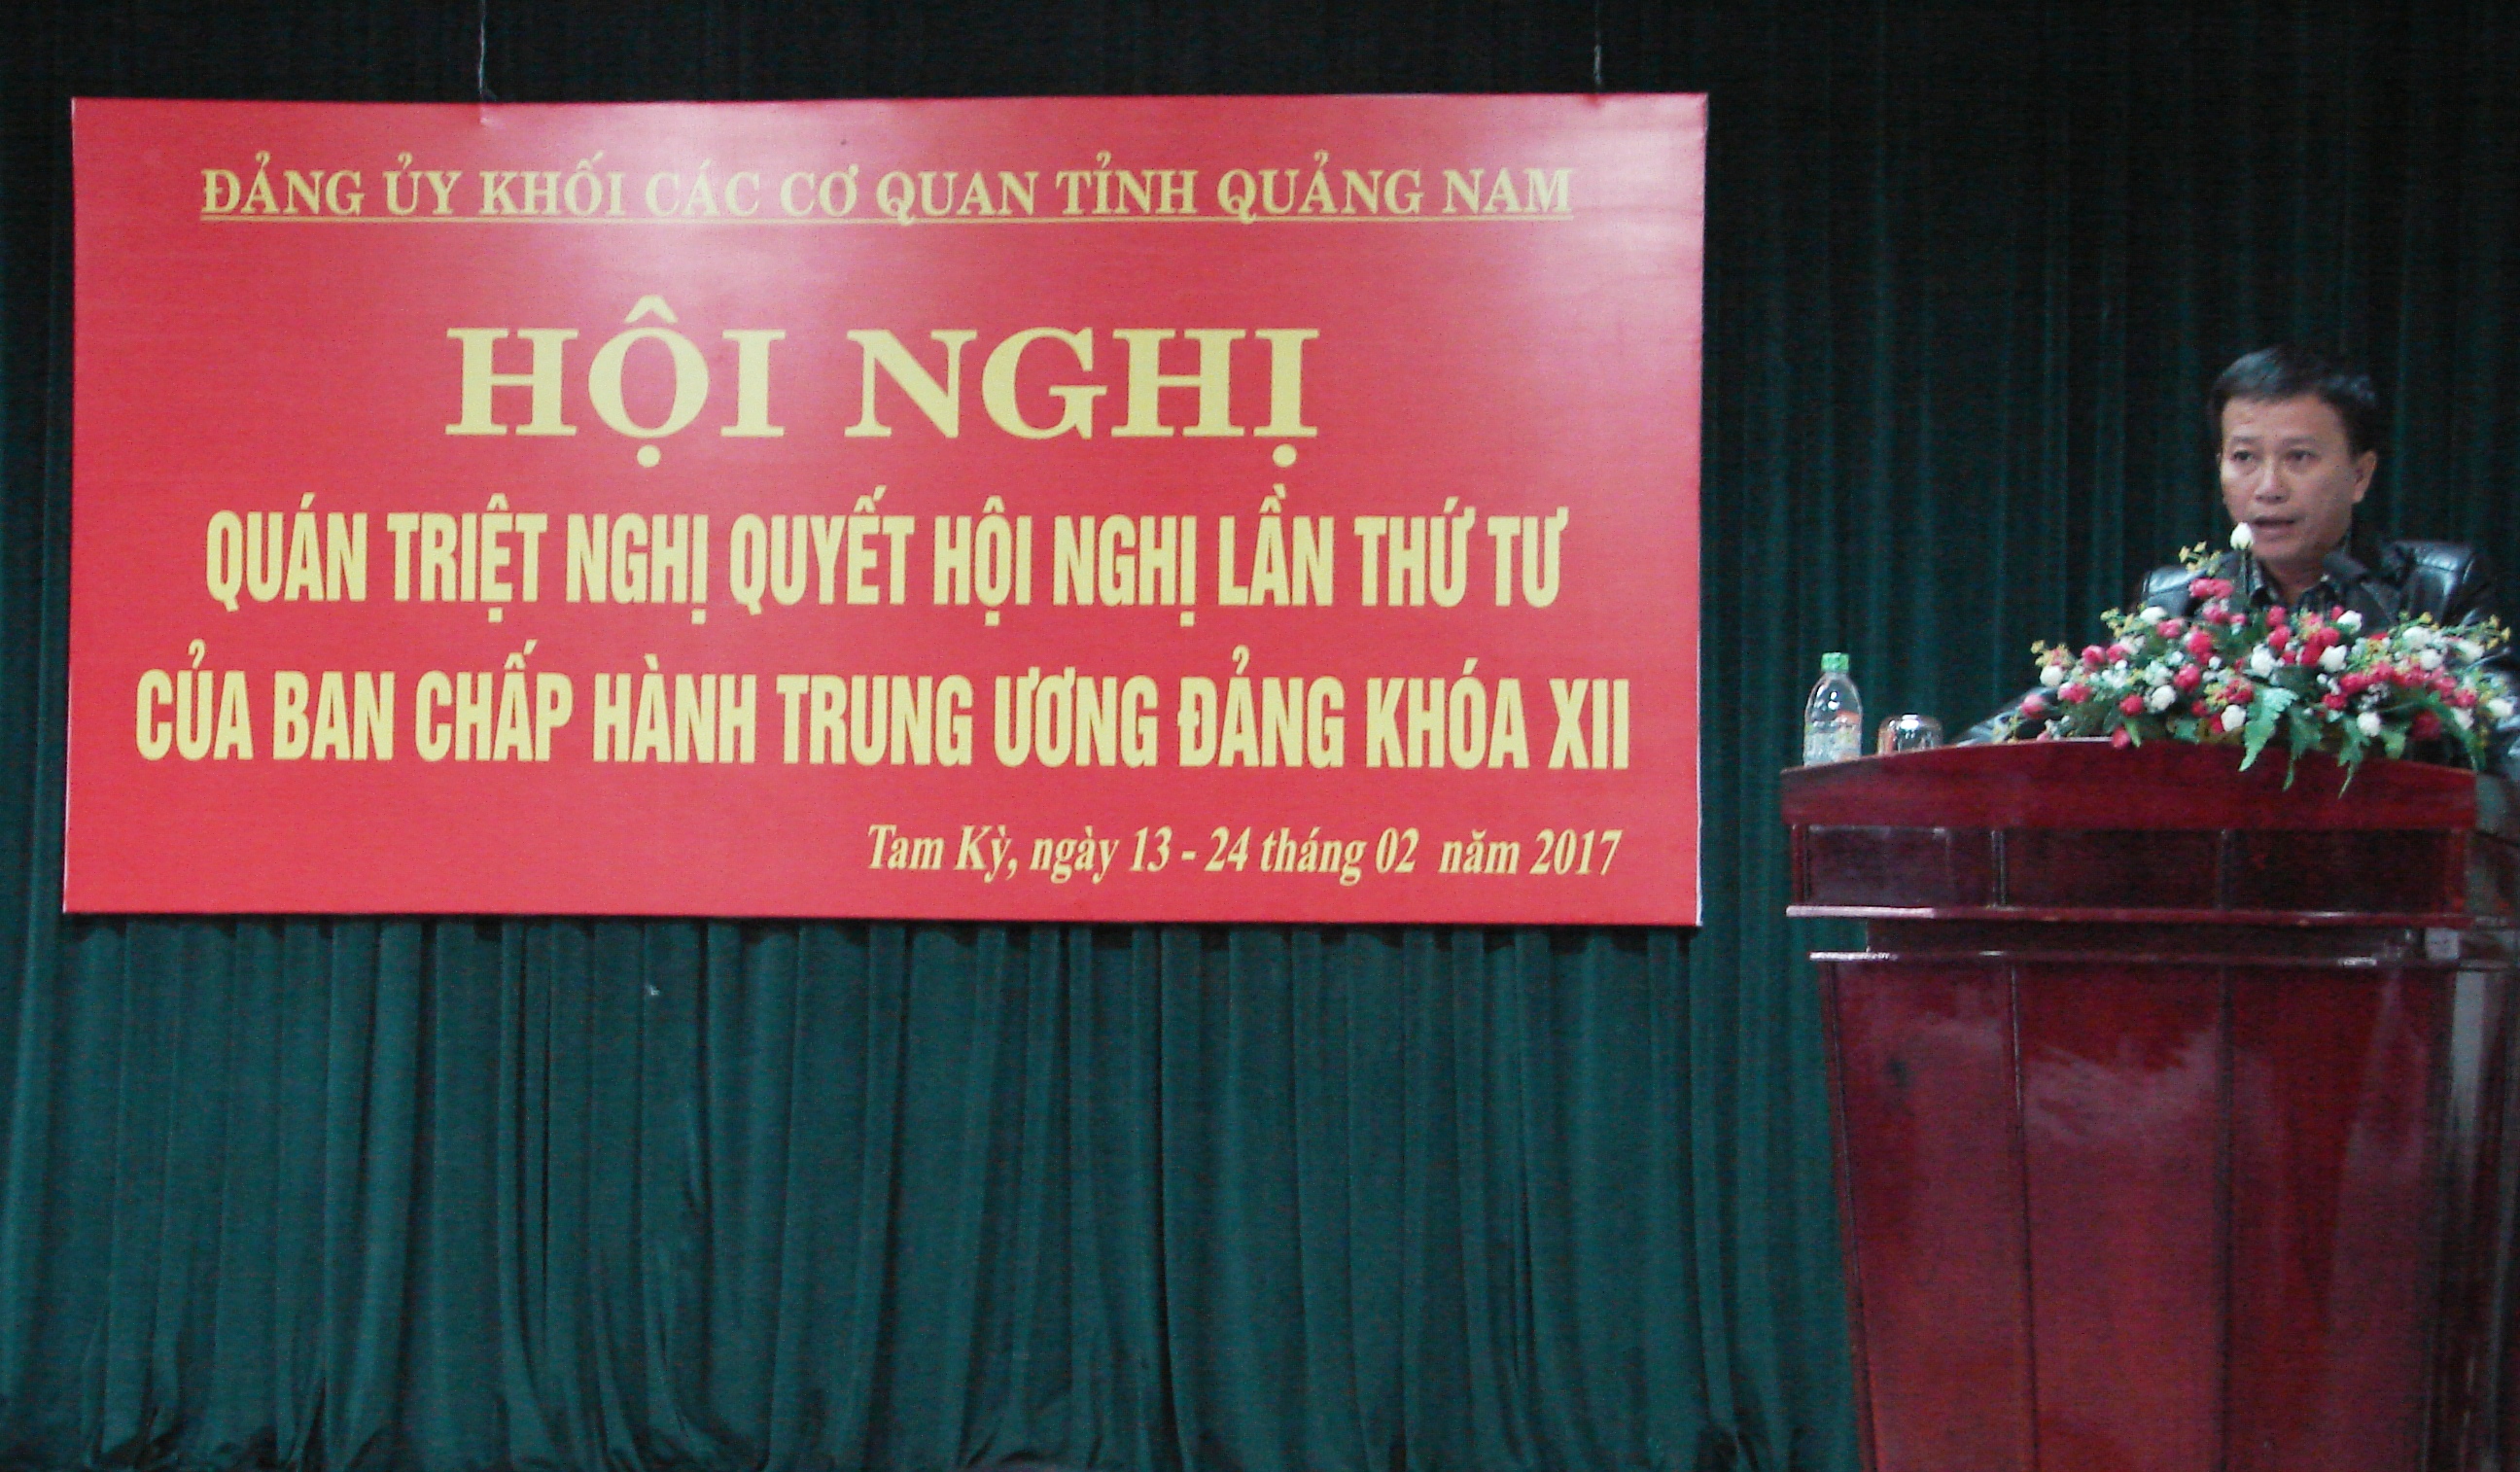 ĐẢNG ỦY KHỐI CÁC CƠ QUAN TỈNH QUẢNG NAM
HỘI NGHỊ
QUÁN TRIỆT NGHỊ QUYẾT HỘI NGHỊ LẦN THỨ TƯ
CỦA BAN CHẤP HÀNH TRUNG ƯƠNG ĐẢNG KHÓA XII
Tam Kỳ, ngày 13 - 24 tháng 02 năm 2017